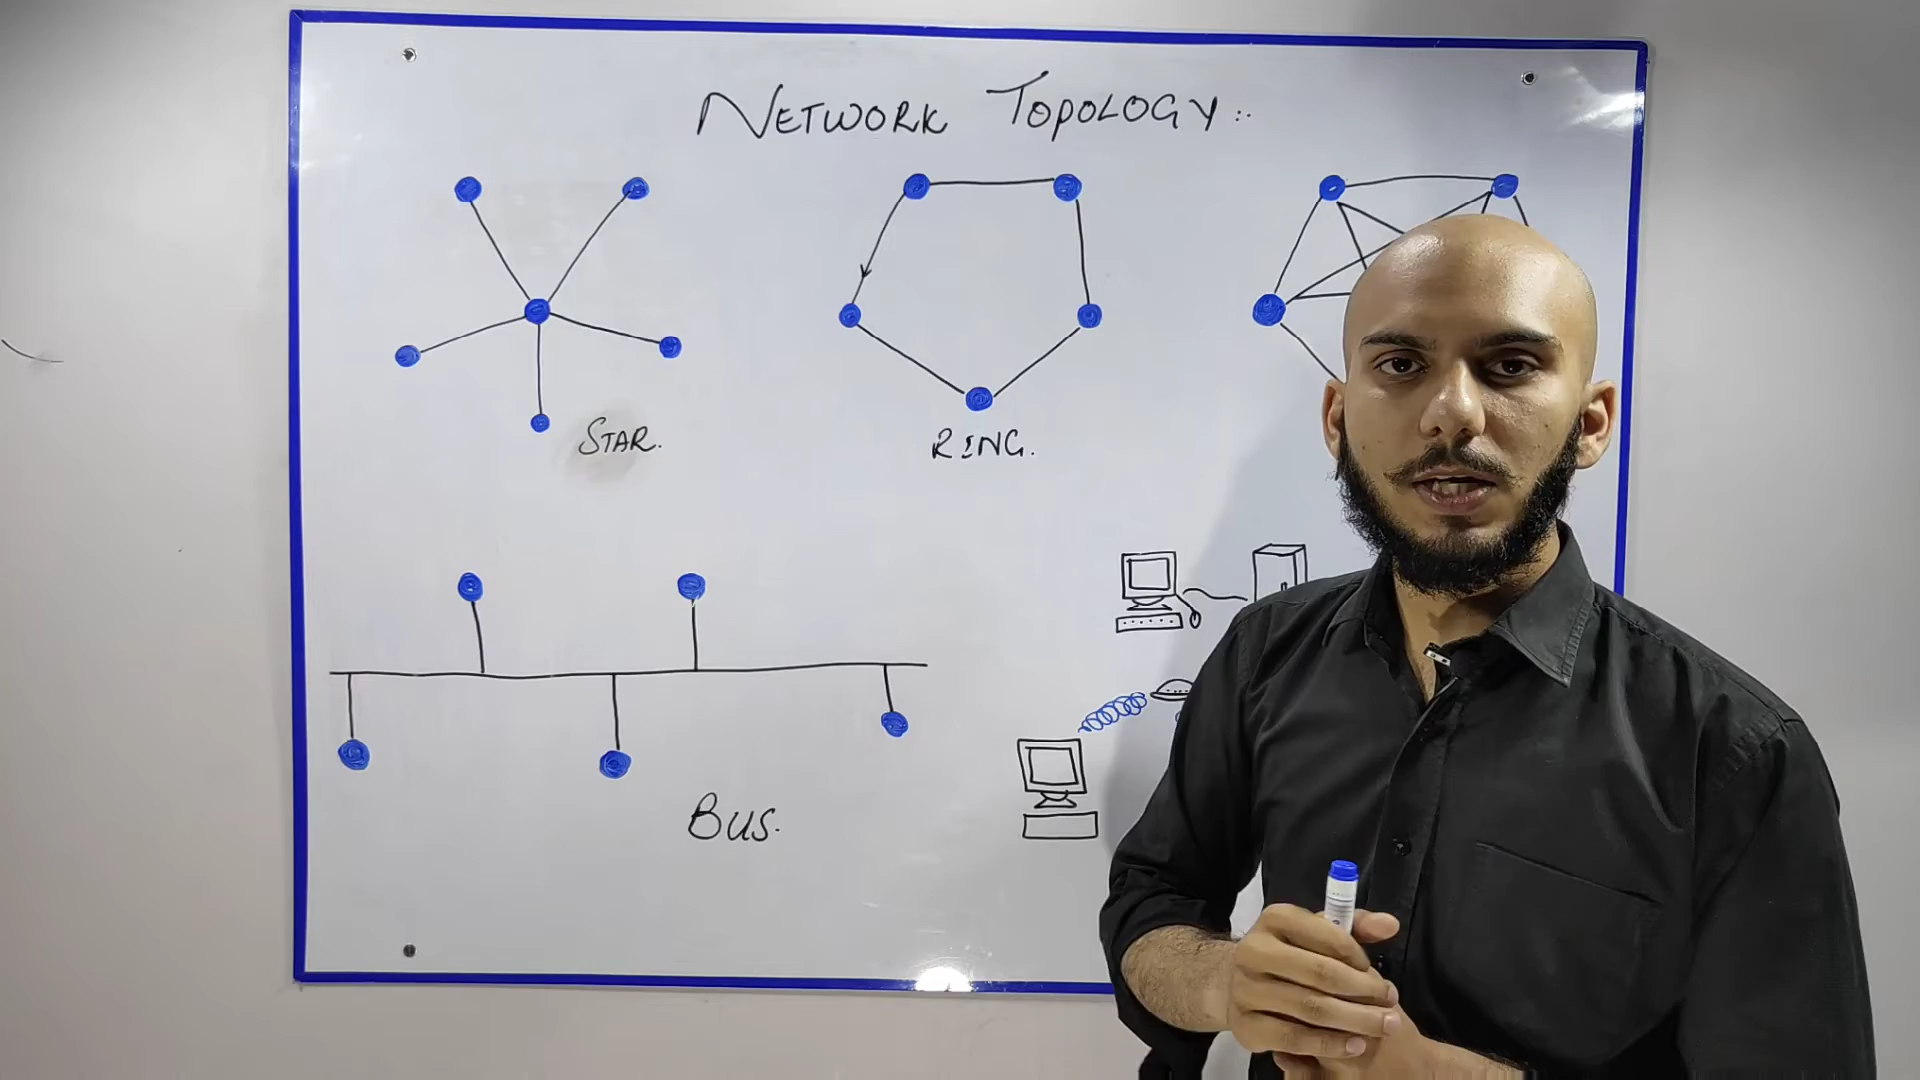 NETWORK TOPOLOGY :.
STAR.
RING.
BUS.